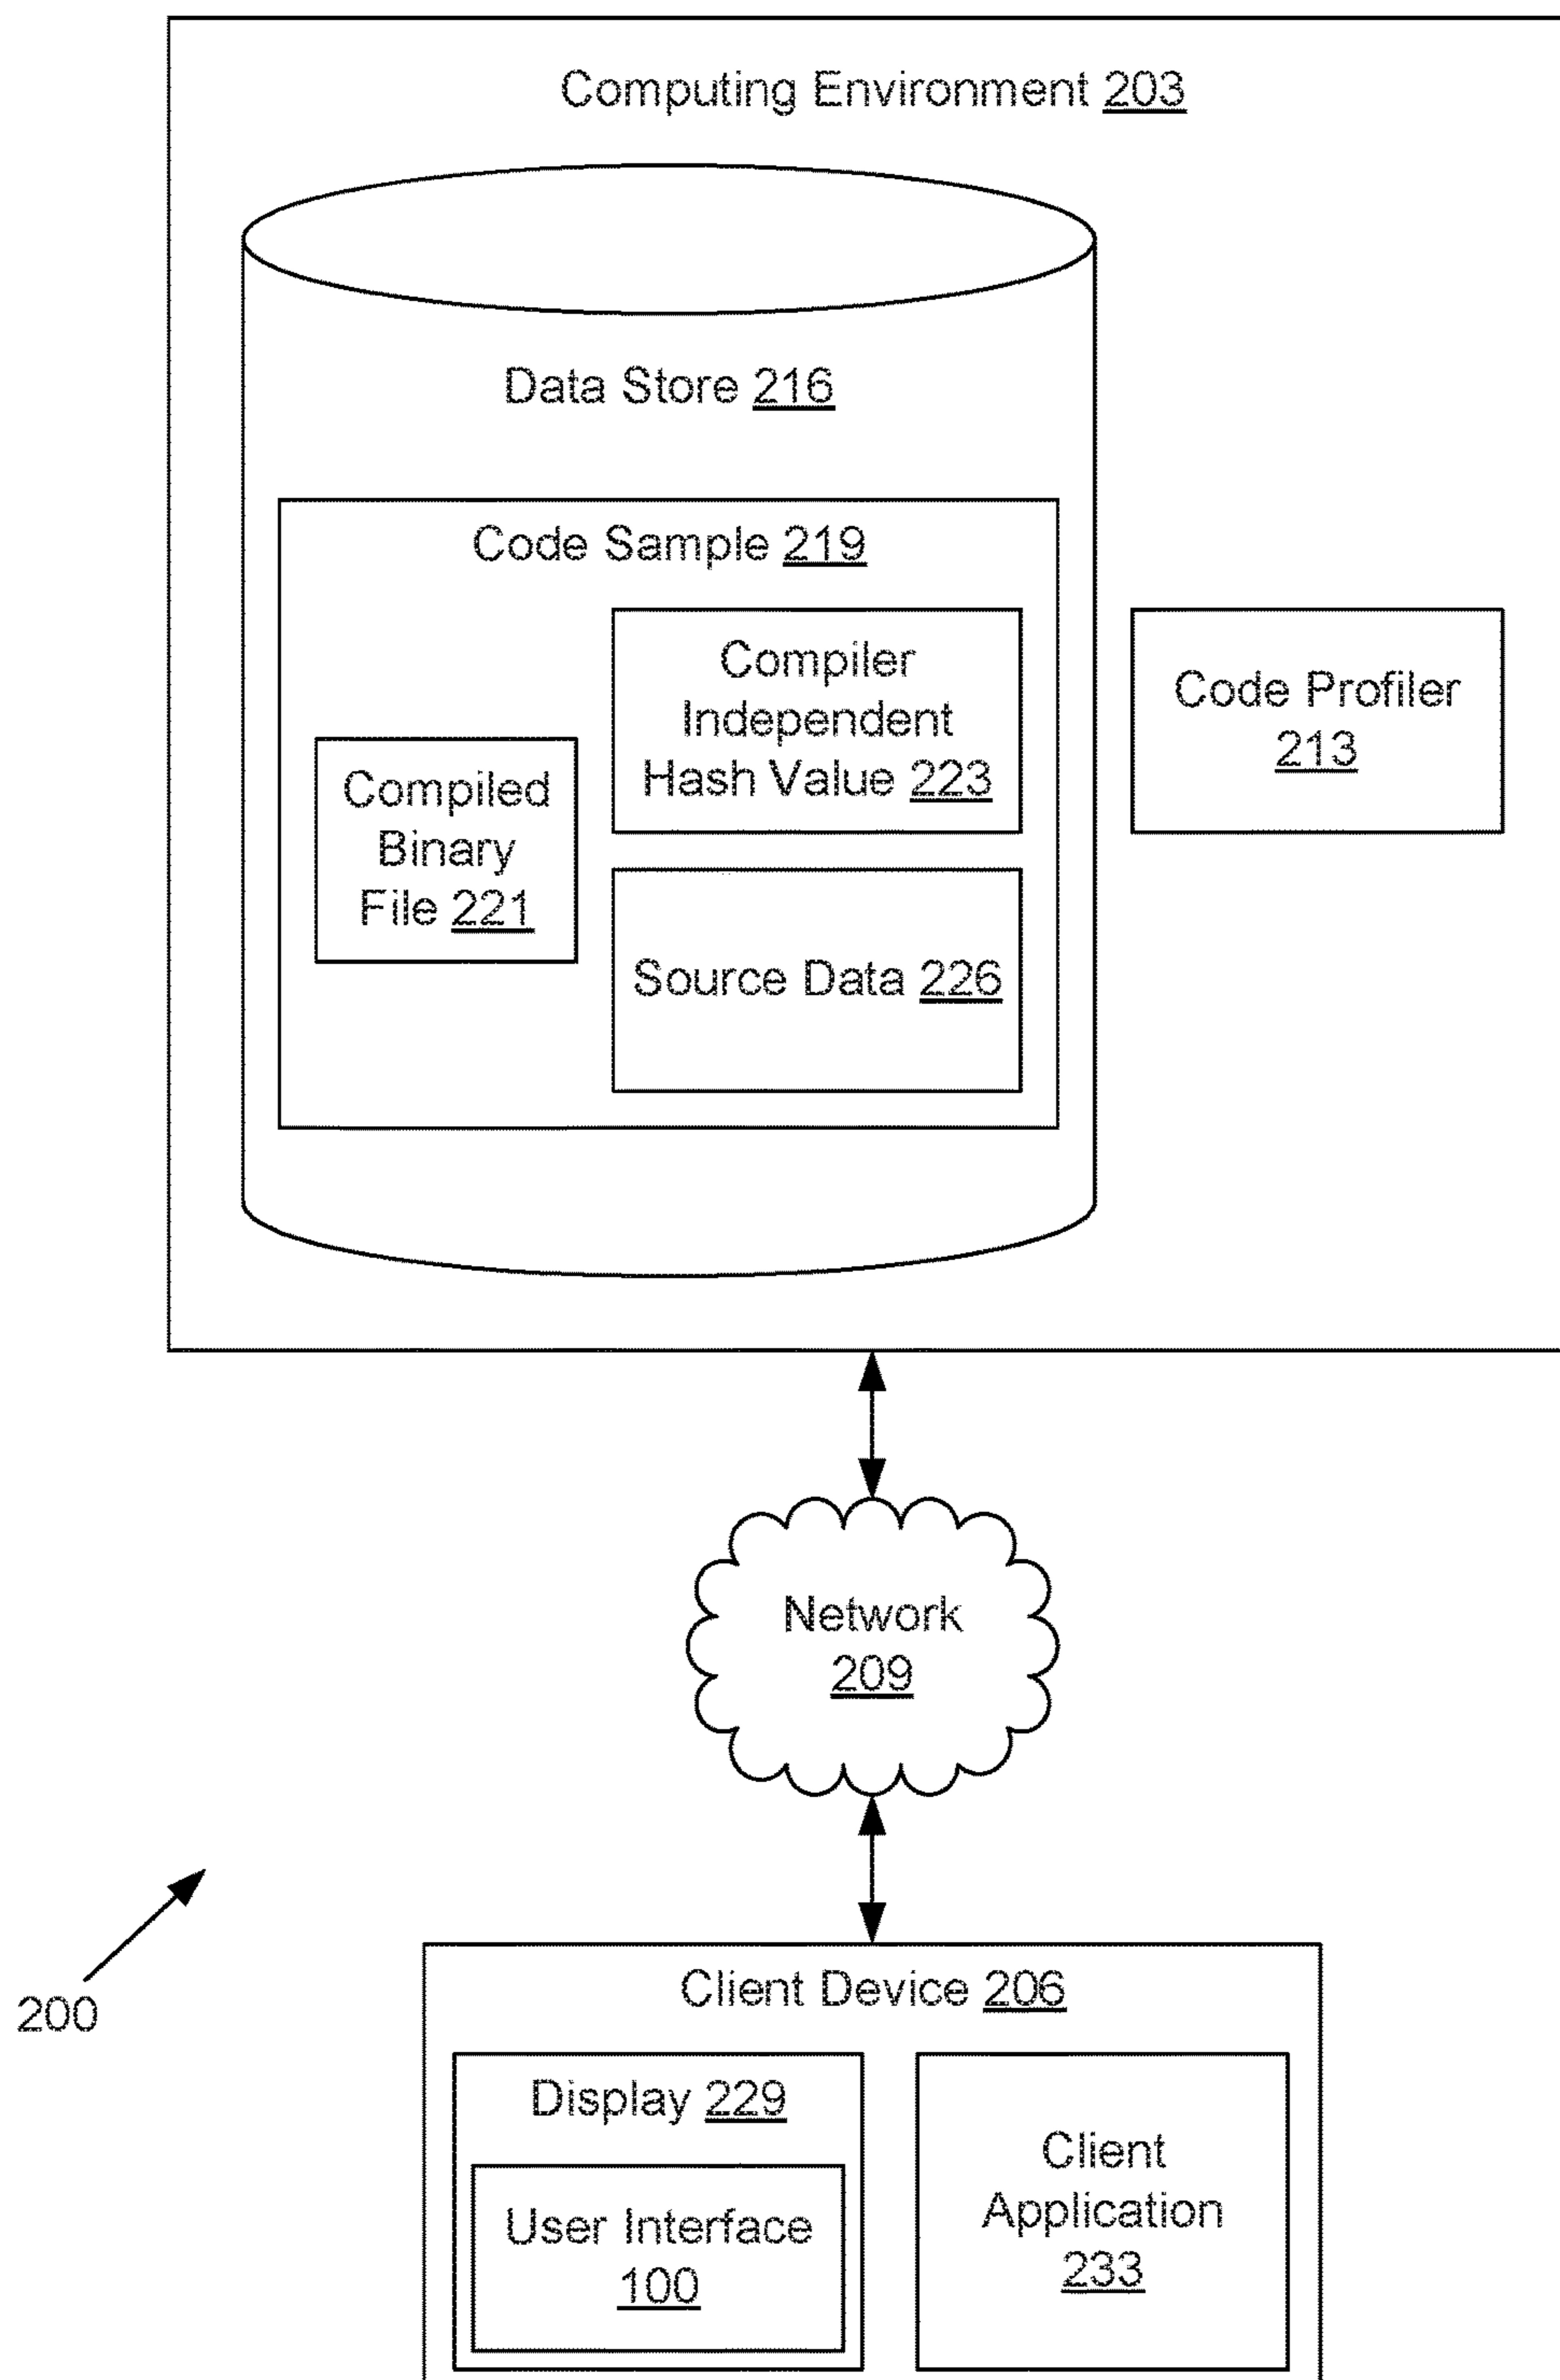 Computing Environment 203
Data Store 216
Code Sample 219
Compiler
Independent
Hash Value 223
Compiled
Binary
File 221
Source Data 226
Code Profiler
213
Network
209
200
Client Device 206
Display 229
User Interface
100
Client
Application
233